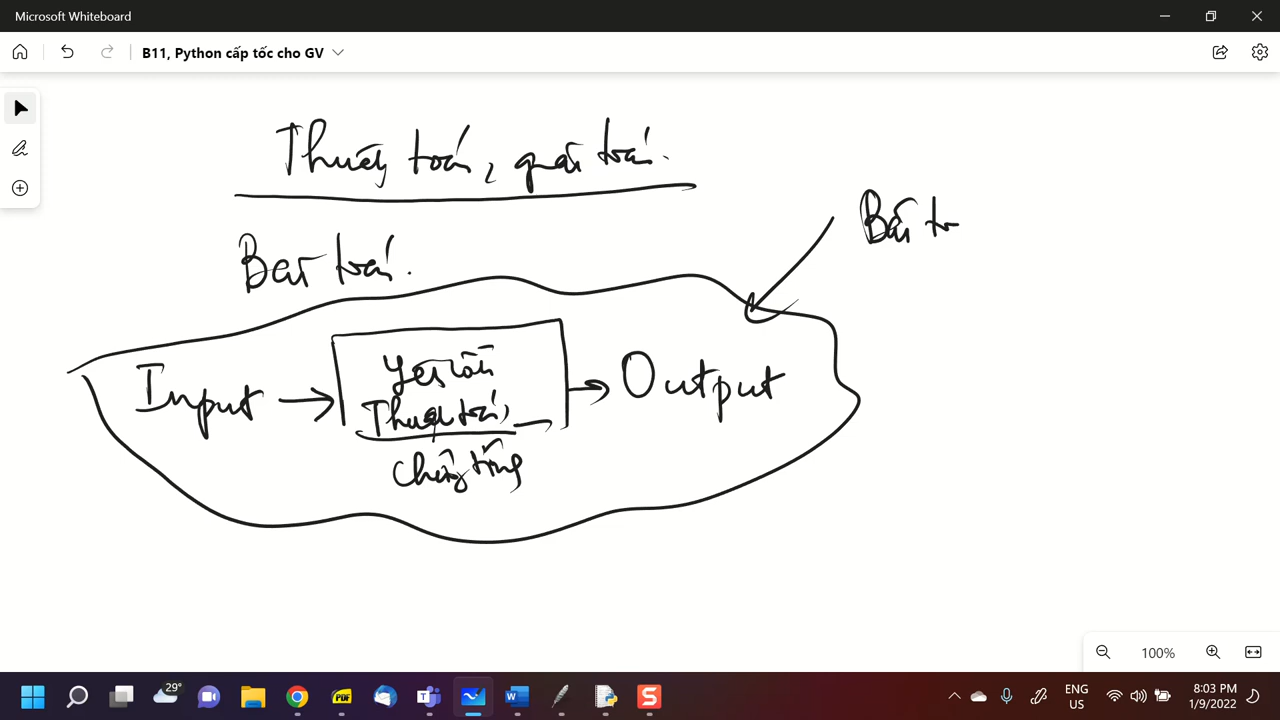 Microsoft Whiteboard
B11, Python cấp tốc cho GV
Thuật toán, giải toán.
Bài toán.
Bài to
Input → Yêu cầu → Output
Thuật toán,
chương trình
100%
29°
ENG
US
8:03 PM
1/9/2022